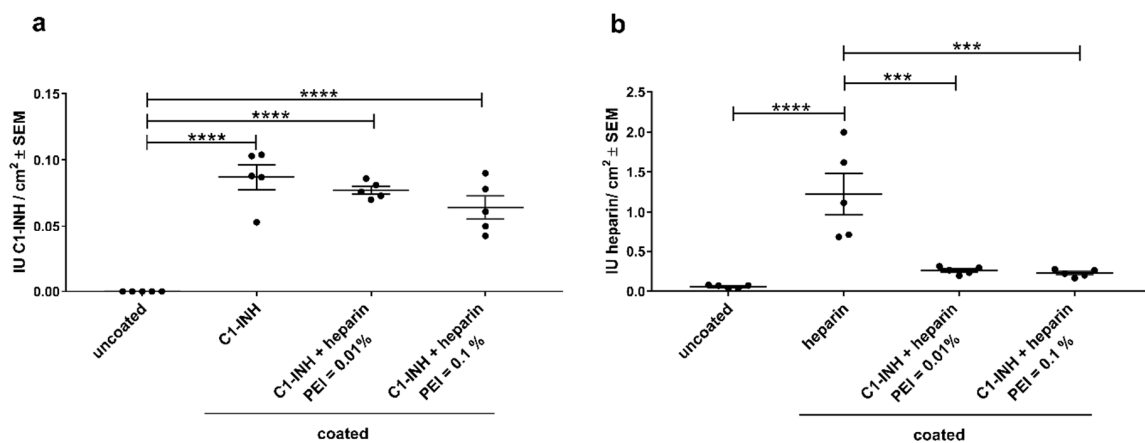 a
IU C1-INH / cm² ± SEM
0.15
0.10
0.05
0.00
****
****
****
uncoated
C1-INH
C1-INH + heparin
PEI = 0.01%
C1-INH + heparin
PEI = 0.1 %
coated
b
IU heparin/ cm² ± SEM
2.5
2.0
1.5
1.0
0.5
0.0
***
***
****
uncoated
heparin
C1-INH + heparin
PEI = 0.01%
C1-INH + heparin
PEI = 0.1 %
coated